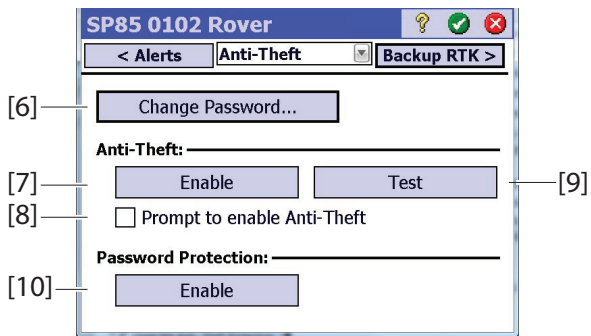 SP85 0102 Rover ?
< Alerts Anti-Theft Backup RTK >
[6] Change Password...
Anti-Theft:
[7] Enable Test [9]
[8] Prompt to enable Anti-Theft
Password Protection:
[10] Enable